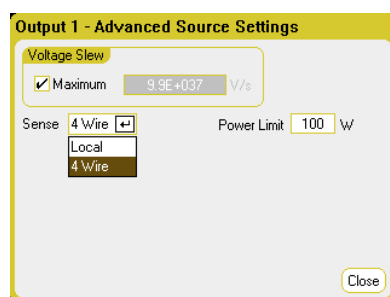 Output 1 - Advanced Source Settings
Voltage Slew
Maximum 9.9E+037 V/s
Sense 4 Wire Power Limit 100 W
Local
4 Wire
Close